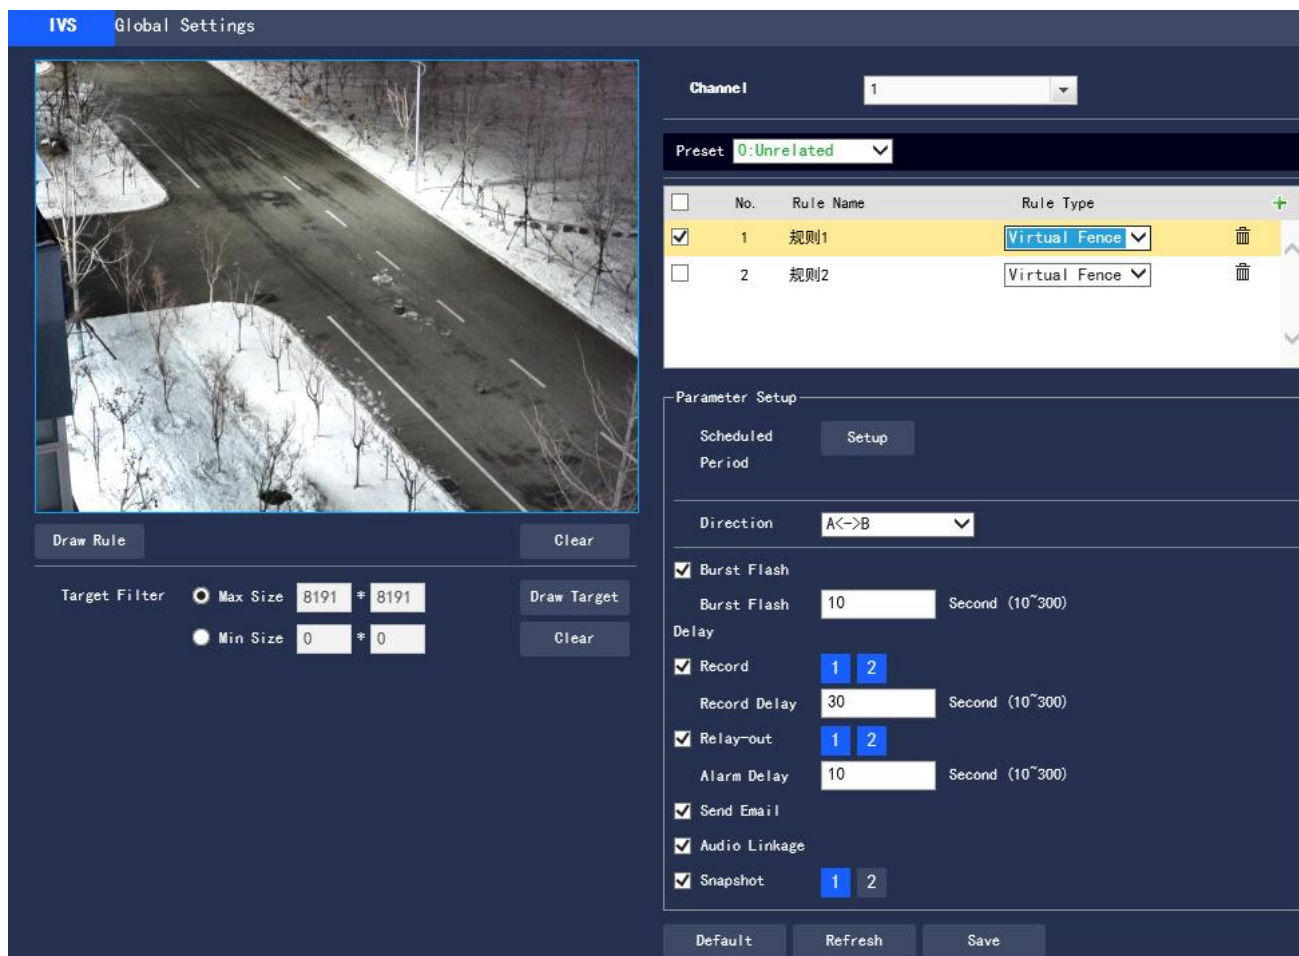 IVS Global Settings
Channel 1
Preset 0:Unrelated
No. Rule Name Rule Type
1 规则1 Virtual Fence
2 规则2 Virtual Fence
Parameter Setup
Scheduled Period Setup
Direction A<->B
Burst Flash
Burst Flash Delay 10 Second (10~300)
Record 1 2
Record Delay 30 Second (10~300)
Relay-out 1 2
Alarm Delay 10 Second (10~300)
Send Email
Audio Linkage
Snapshot 1 2
Default Refresh Save
Draw Rule Clear
Target Filter Max Size 8191 * 8191 Draw Target
Min Size 0 * 0 Clear